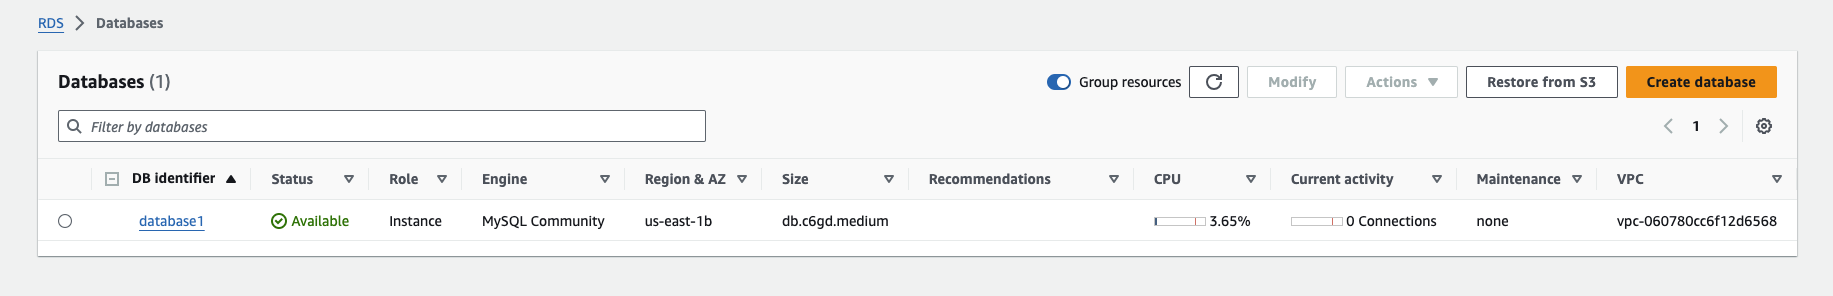 RDS > Databases
Databases (1)
Group resources
Modify
Actions
Restore from S3
Create database
Filter by databases
1
DB identifier Status Role Engine Region & AZ Size Recommendations CPU Current activity Maintenance VPC
database1 Available Instance MySQL Community us-east-1b db.c6gd.medium 3.65% 0 Connections none vpc-060780cc6f12d6568